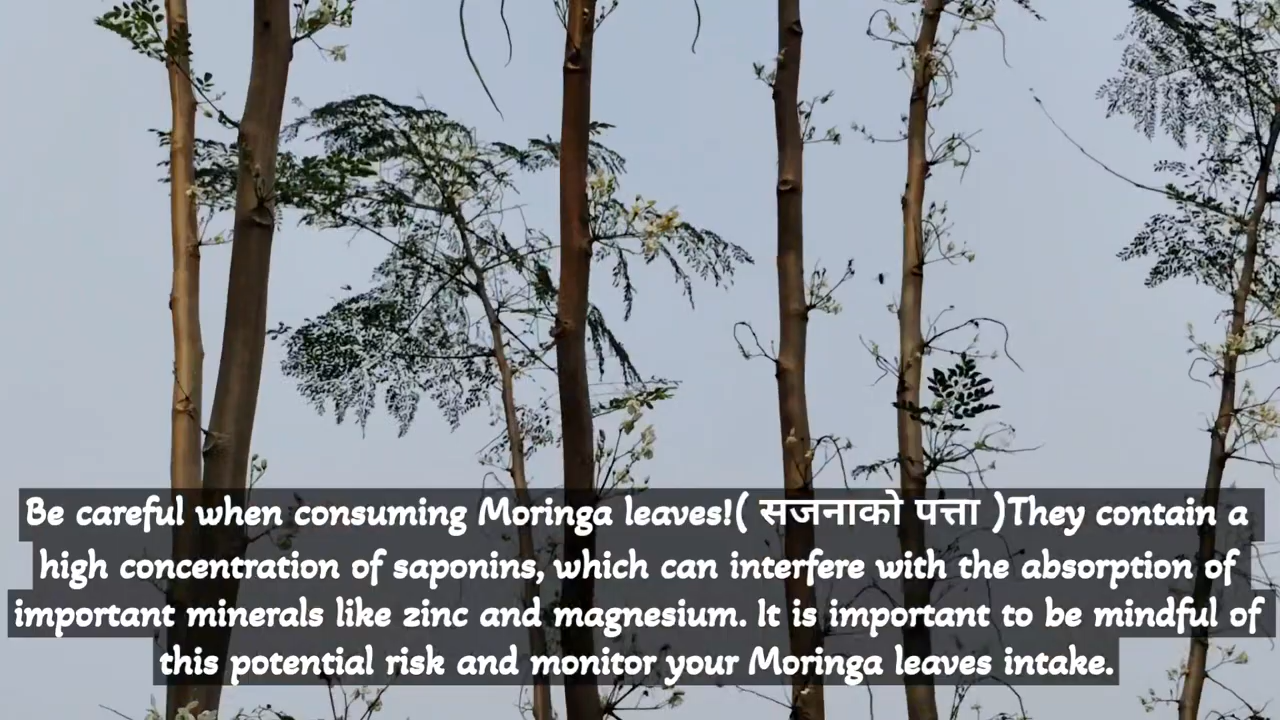 Be careful when consuming Moringa leaves!( सजनाको पत्ता )They contain a
high concentration of saponins, which can interfere with the absorption of
important minerals like zinc and magnesium. It is important to be mindful of
this potential risk and monitor your Moringa leaves intake.